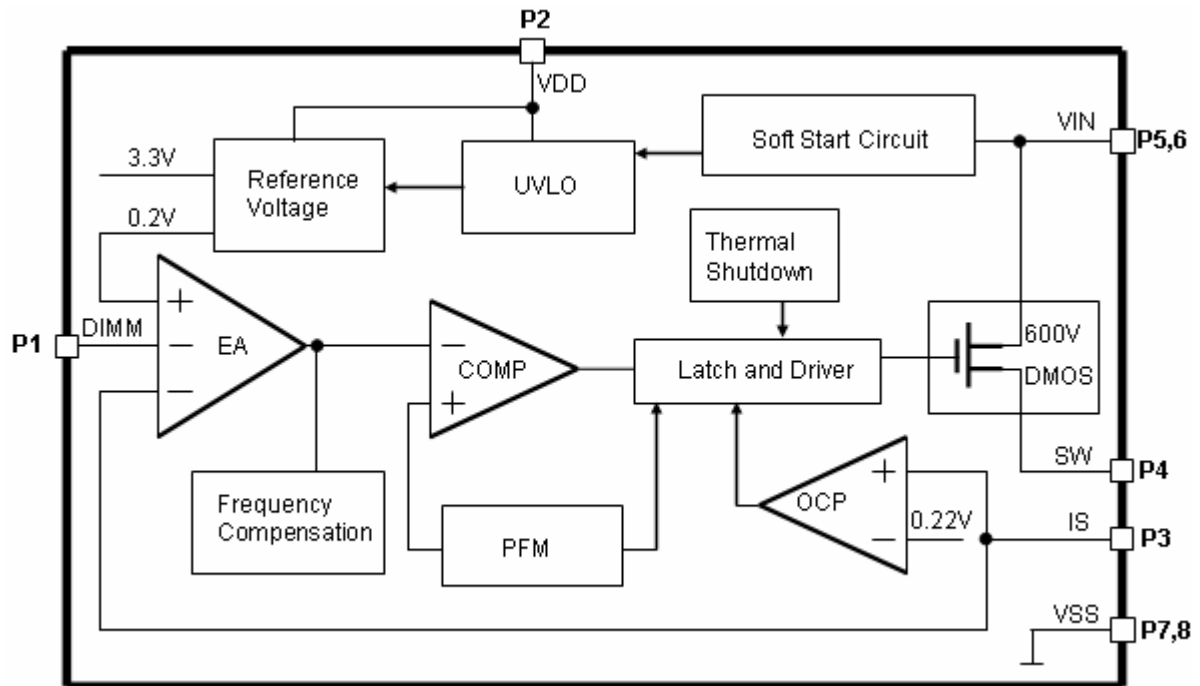 P2
VDD
Soft Start Circuit
VIN
P5,6
3.3V
Reference
Voltage
UVLO
0.2V
Thermal
Shutdown
+
P1
DIMM
−
EA
−
−
COMP
+
Latch and Driver
600V
DMOS
SW
P4
Frequency
Compensation
PFM
+
OCP
0.22V
−
IS
P3
VSS
P7,8